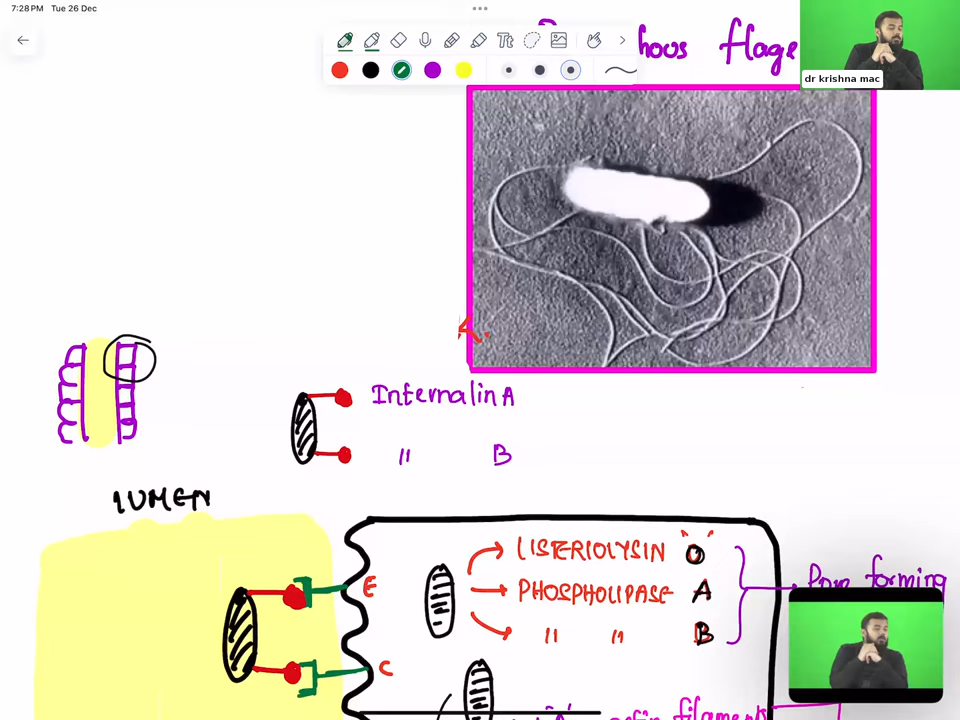 7:28 PM Tue 26 Dec
Tt
hous flage
dr krishna mac
A.
Internalin A
" B
LUMEN
LISTERIOLYSIN "O"
PHOSPHOLIPASE A
" " B
Pore forming
E
C
"A" actin filaments